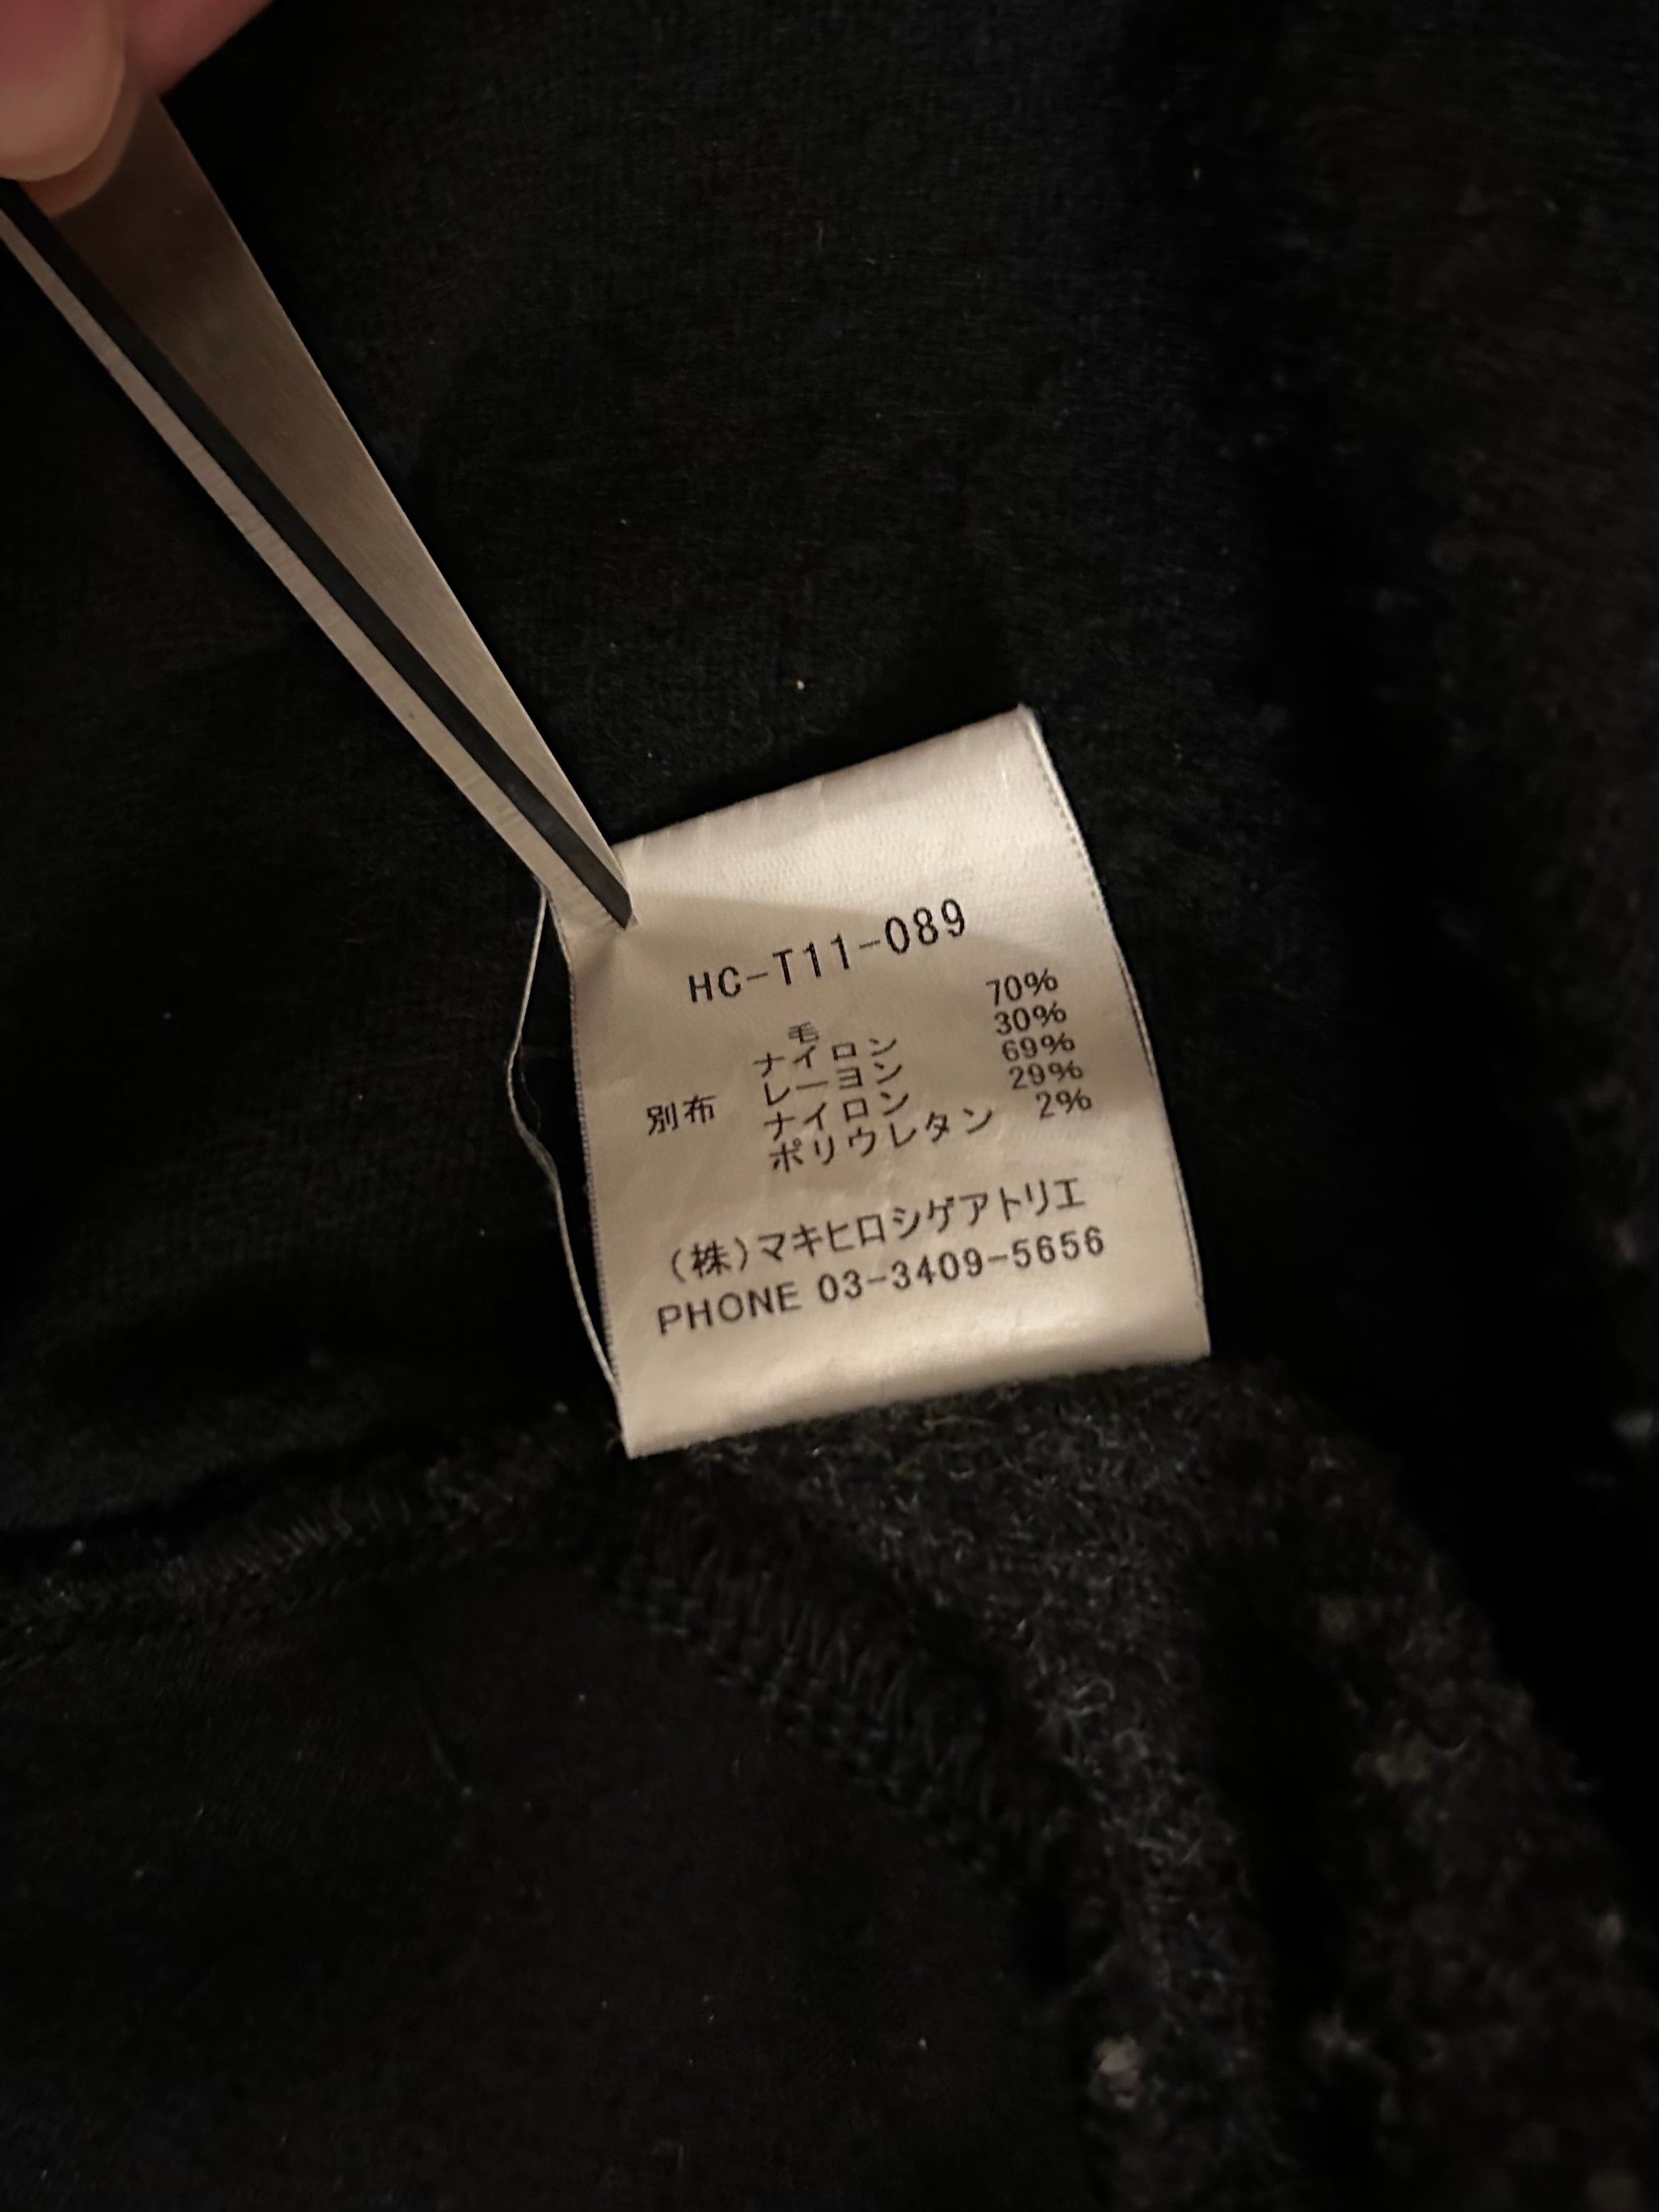 HC-T11-089
毛 70%
ナイロン 30%
別布 レーヨン 69%
ナイロン 29%
ポリウレタン 2%
(株)マキヒロシゲアトリエ
PHONE 03-3409-5656